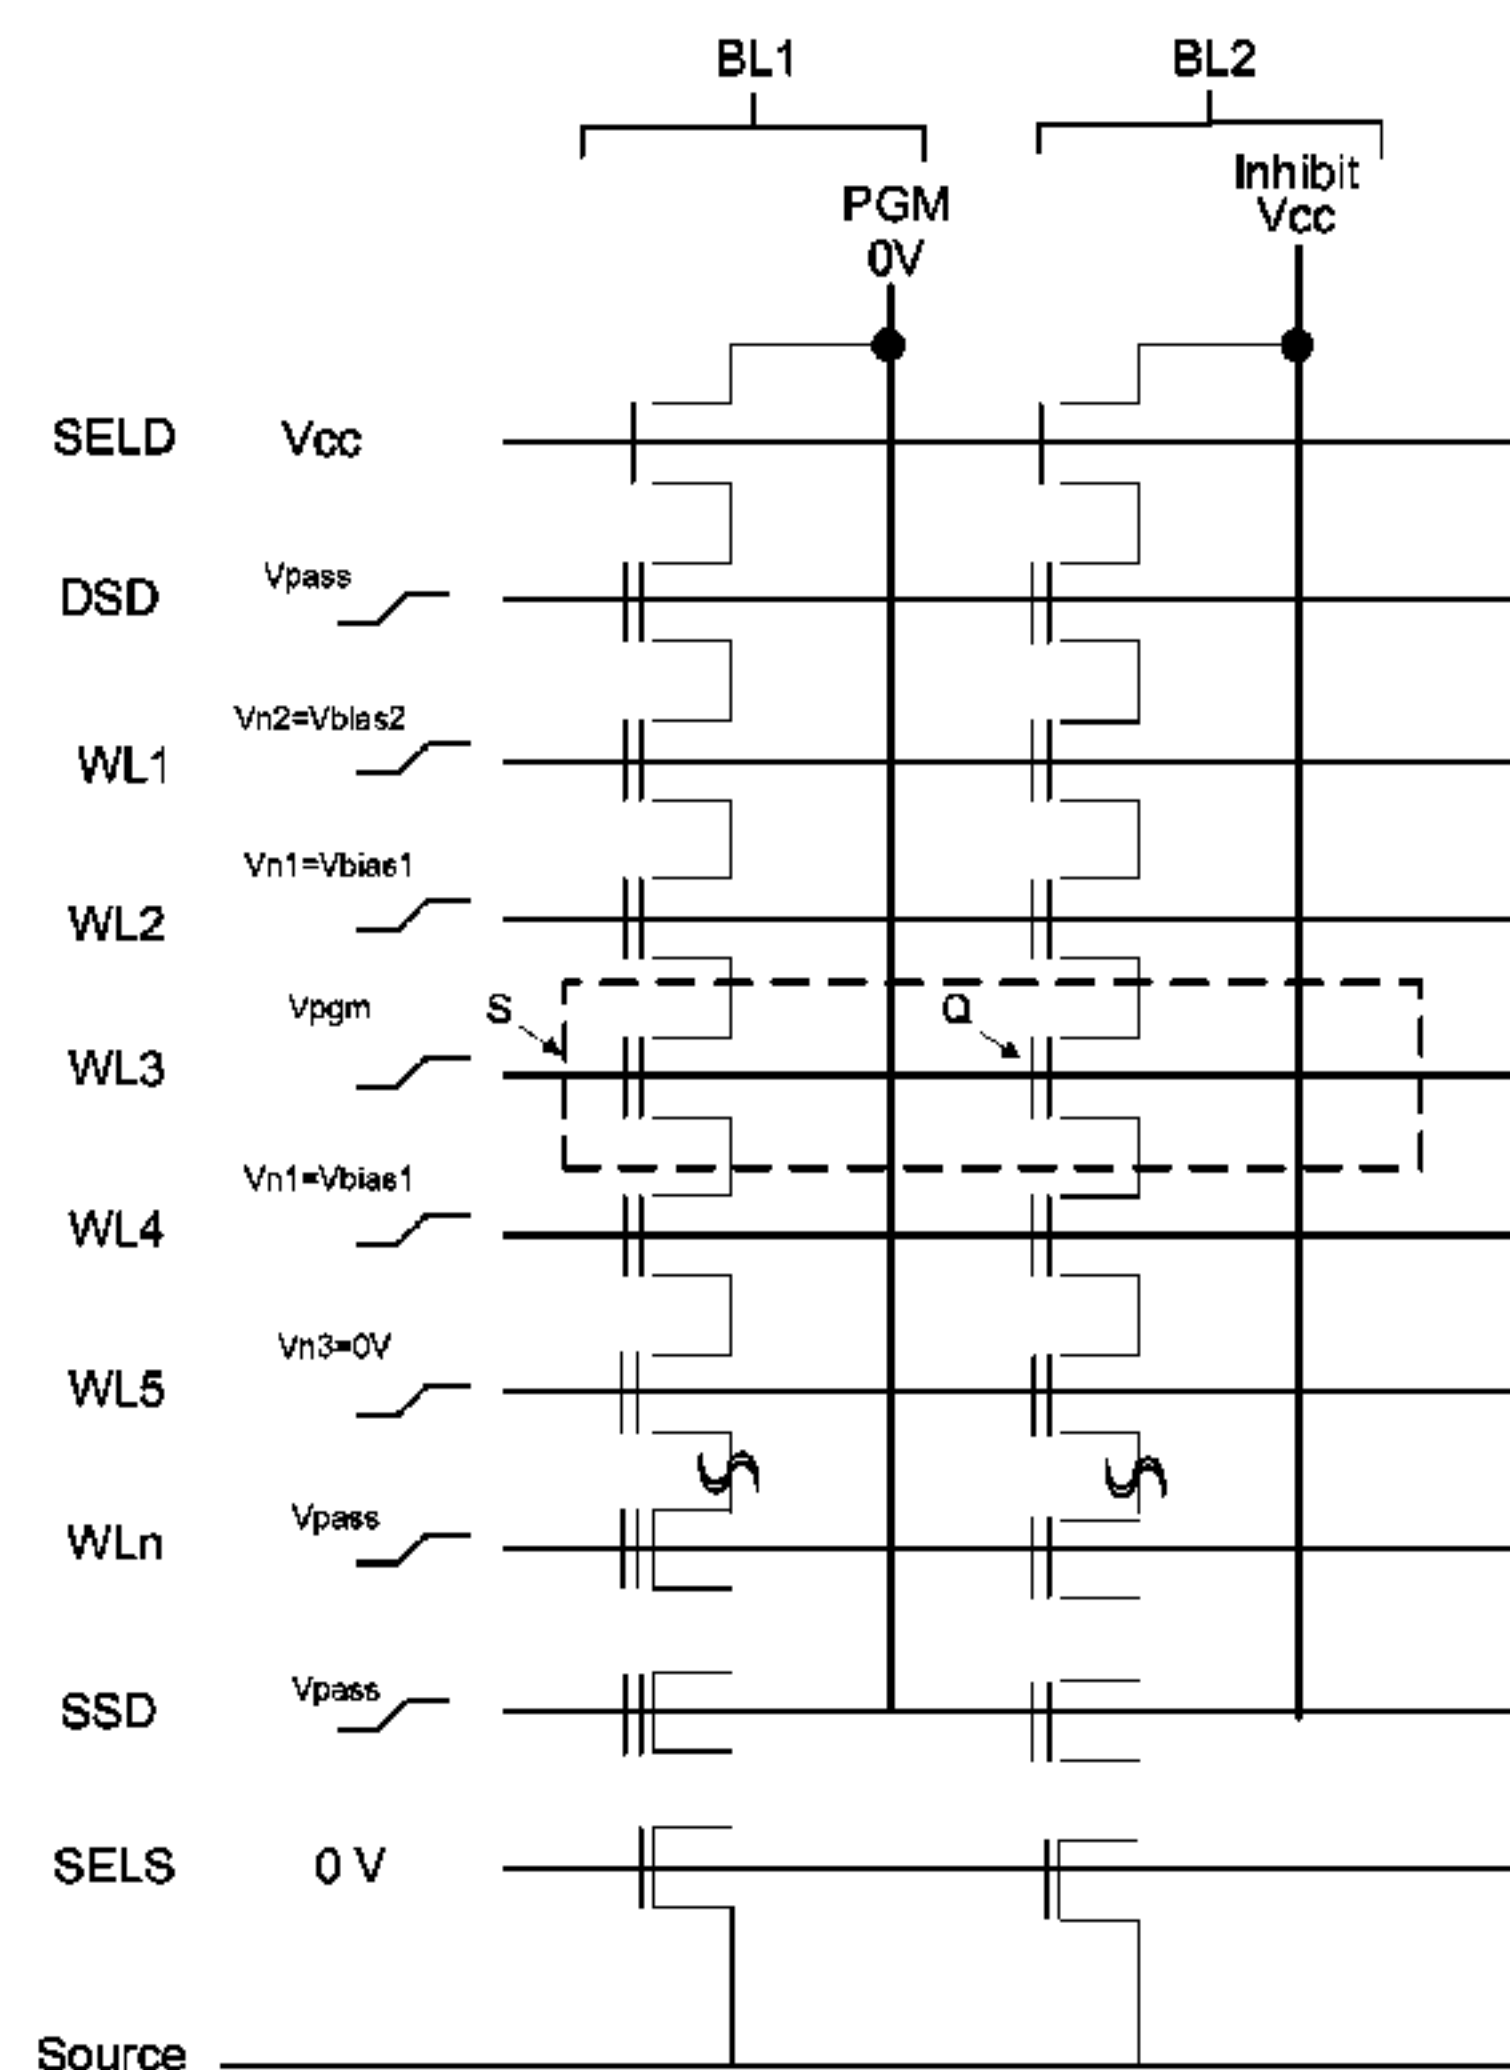 BL1 BL2
Inhibit
Vcc
PGM
0V
SELD Vcc
Vpass
DSD
Vn2=Vbias2
WL1
Vn1=Vbias1
WL2
Vpgm S Q
WL3
Vn1=Vbias1
WL4
Vn3=0V
WL5
Vpass
WLn
Vpass
SSD
SELS 0 V
Source